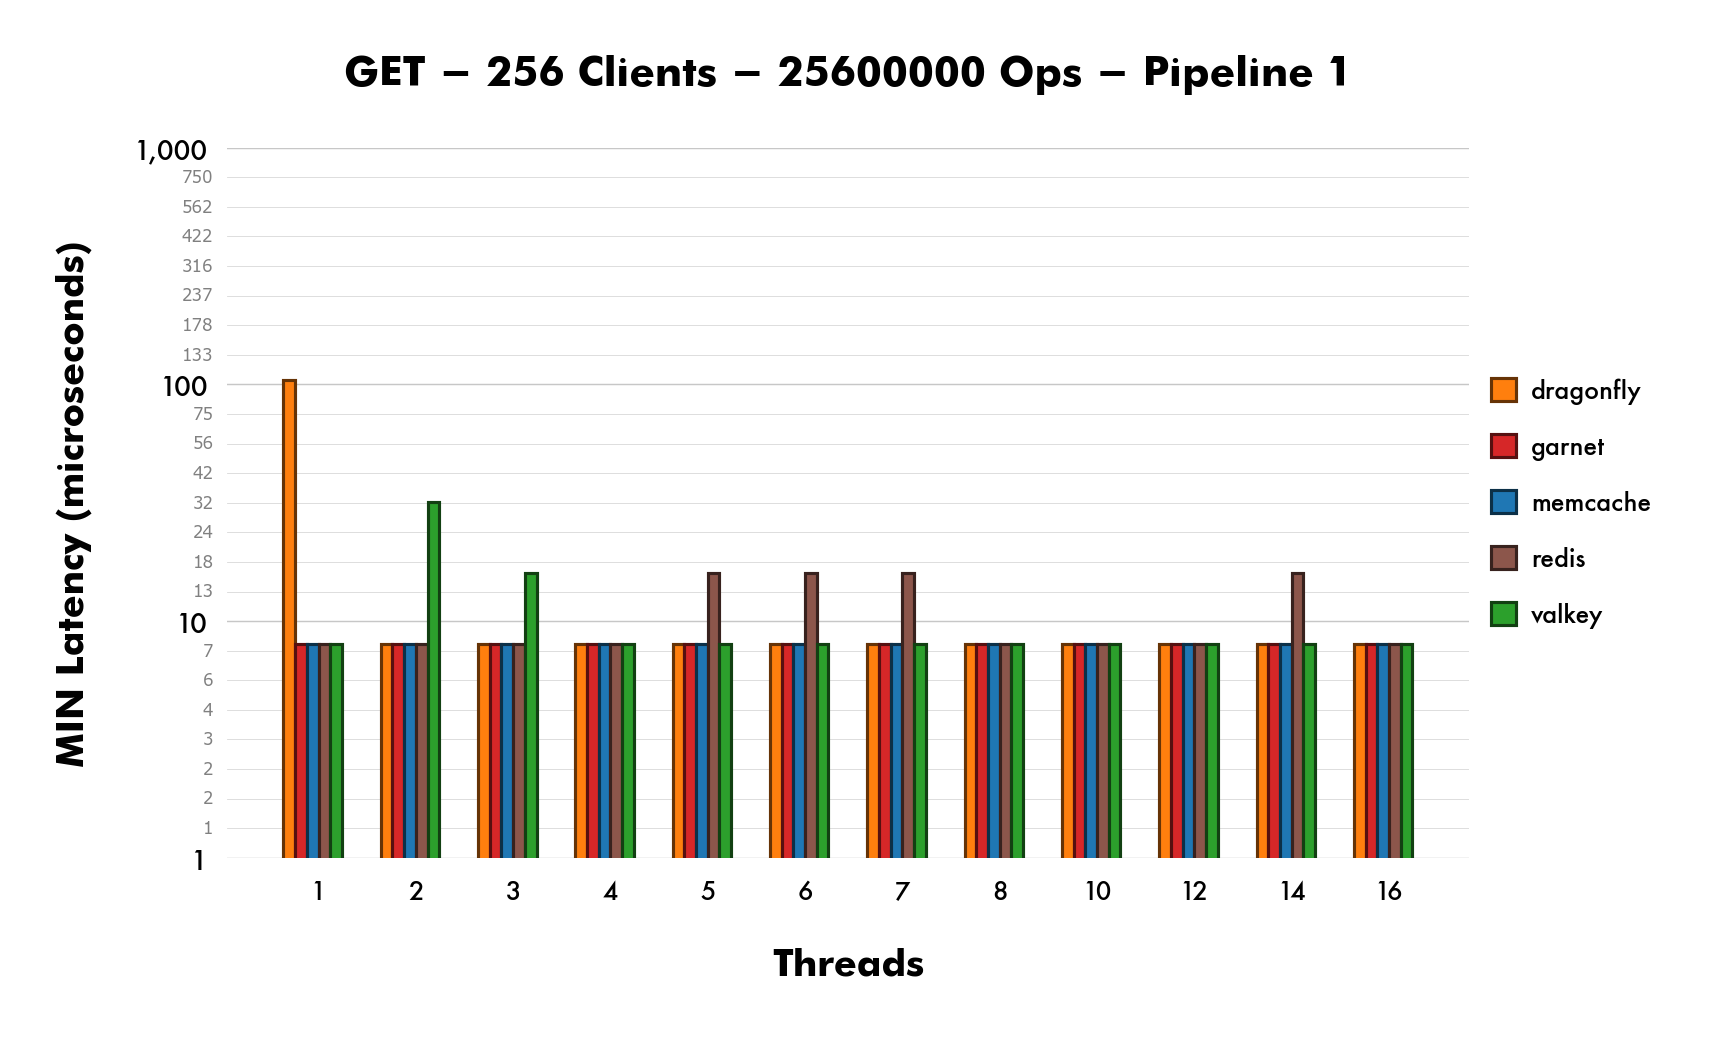 GET – 256 Clients – 25600000 Ops – Pipeline 1
MIN Latency (microseconds)
1,000
750
562
422
316
237
178
133
100
75
56
42
32
24
18
13
10
7
6
4
3
2
2
1
1
1 2 3 4 5 6 7 8 10 12 14 16
Threads
dragonfly
garnet
memcache
redis
valkey